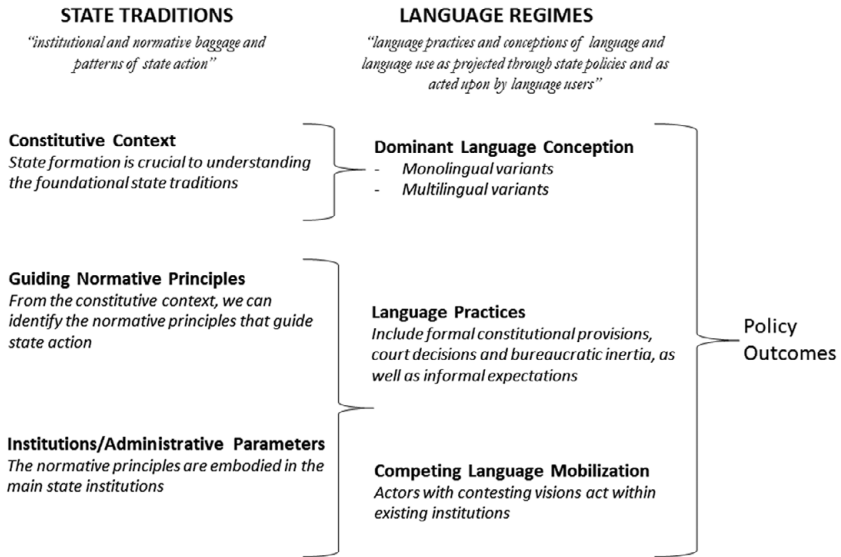 STATE TRADITIONS
“institutional and normative baggage and
patterns of state action”
Constitutive Context
State formation is crucial to understanding
the foundational state traditions
Guiding Normative Principles
From the constitutive context, we can
identify the normative principles that guide
state action
Institutions/Administrative Parameters
The normative principles are embodied in the
main state institutions
LANGUAGE REGIMES
“language practices and conceptions of language and
language use as projected through state policies and as
acted upon by language users”
Dominant Language Conception
- Monolingual variants
- Multilingual variants
Language Practices
Include formal constitutional provisions,
court decisions and bureaucratic inertia, as
well as informal expectations
Competing Language Mobilization
Actors with contesting visions act within
existing institutions
Policy
Outcomes